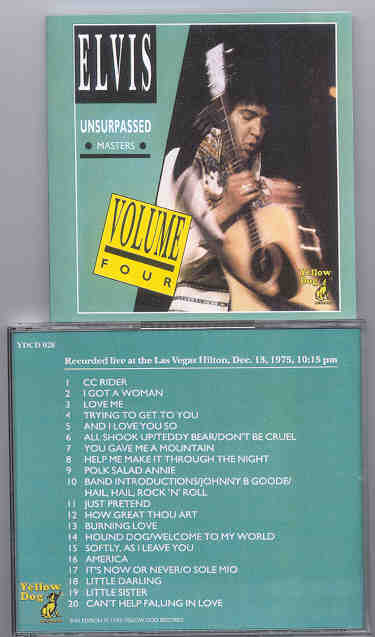 ELVIS
UNSURPASSED
• MASTERS •
VOLUME
FOUR
Yellow
Dog
YDCD 028
Recorded live at the Las Vegas Hilton, Dec. 13, 1975, 10:15 pm
1 CC RIDER
2 I GOT A WOMAN
3 LOVE ME
4 TRYING TO GET TO YOU
5 AND I LOVE YOU SO
6 ALL SHOOK UP/TEDDY BEAR/DON'T BE CRUEL
7 YOU GAVE ME A MOUNTAIN
8 HELP ME MAKE IT THROUGH THE NIGHT
9 POLK SALAD ANNIE
10 BAND INTRODUCTIONS/JOHNNY B GOODE/
HAIL, HAIL, ROCK 'N' ROLL
11 JUST PRETEND
12 HOW GREAT THOU ART
13 BURNING LOVE
14 HOUND DOG/WELCOME TO MY WORLD
15 SOFTLY, AS I LEAVE YOU
16 AMERICA
17 IT'S NOW OR NEVER/O SOLE MIO
18 LITTLE DARLING
19 LITTLE SISTER
20 CAN'T HELP FALLING IN LOVE
Yellow
Dog
YELLOW DOG RECORDS